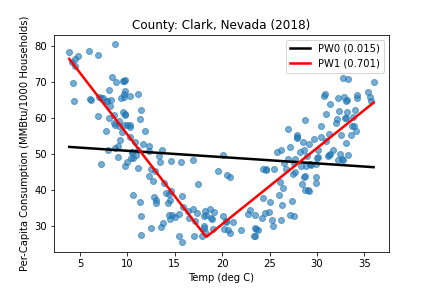 County: Clark, Nevada (2018)
Per-Capita Consumption (MMBtu/1000 Households)
80
70
60
50
40
30
PW0 (0.015)
PW1 (0.701)
5 10 15 20 25 30 35
Temp (deg C)